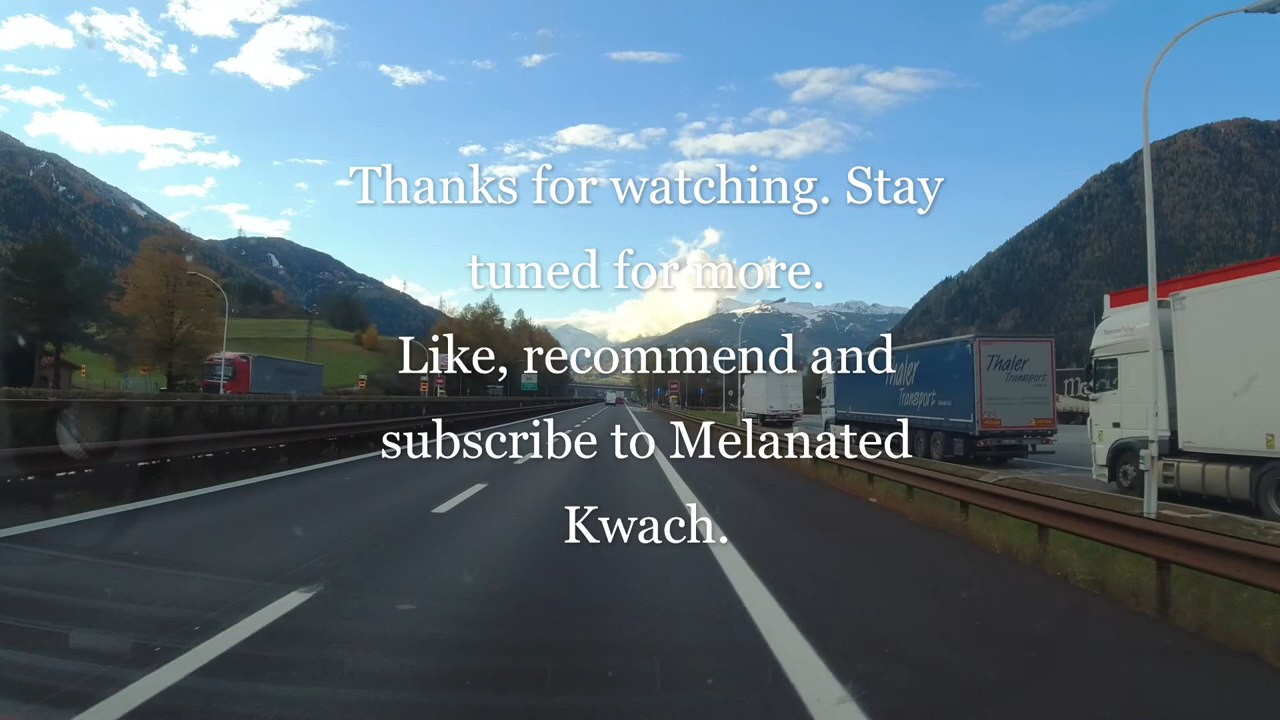 Thanks for watching. Stay
tuned for more.
Like, recommend and
subscribe to Melanated
Kwach.
Thaler
Transport
Thaler
Transport